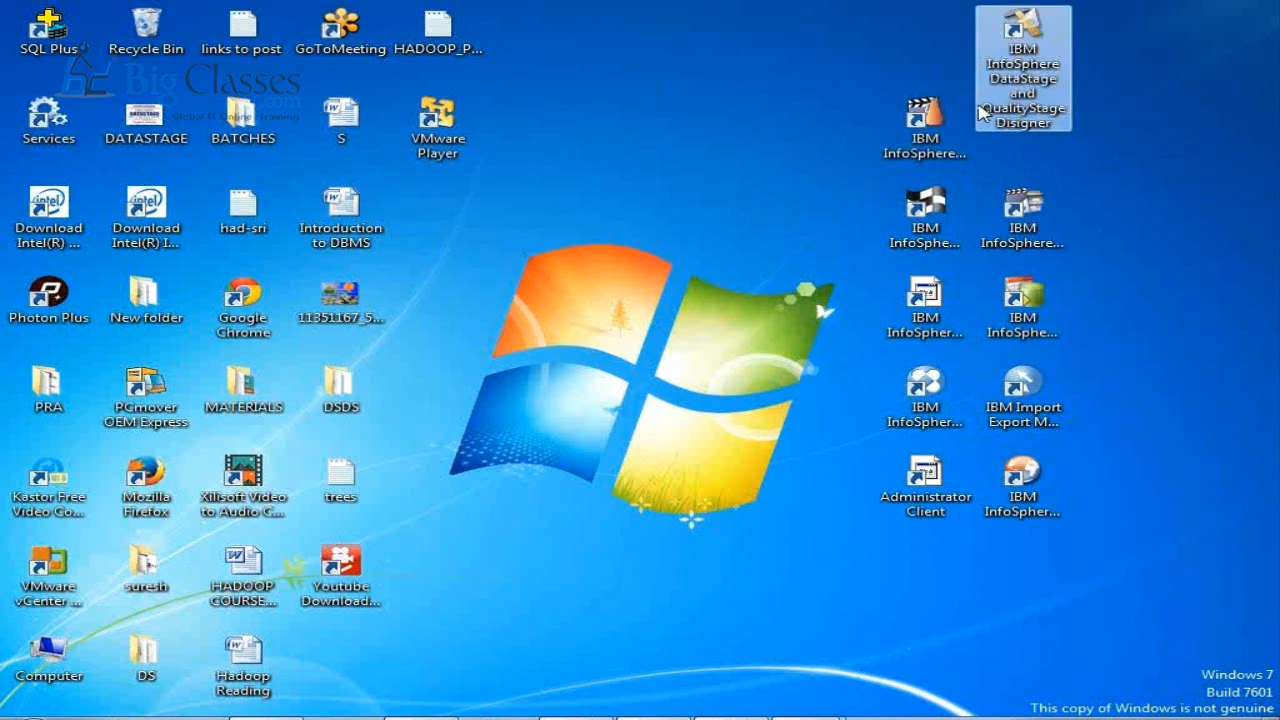 SQL Plus
Recycle Bin
links to post
GoToMeeting
HADOOP_P...
IBM
InfoSphere
DataStage
and
QualityStage
Disigner
Big Classes
.com
Global IT Online Training
Services
DATASTAGE
BATCHES
S
VMware
Player
IBM
InfoSphere...
Download
Intel(R) ...
Download
Intel(R) I...
had-sri
Introduction
to DBMS
IBM
InfoSphe...
IBM
InfoSphere...
Photon Plus
New folder
Google
Chrome
11351167_5...
IBM
InfoSpher...
IBM
InfoSphe...
PRA
PCmover
OEM Express
MATERIALS
DSDS
IBM
InfoSpher...
IBM Import
Export M...
Kastor Free
Video Co...
Mozilla
Firefox
Xilisoft Video
to Audio C...
trees
Administrator
Client
IBM
InfoSpher...
VMware
vCenter ...
suresh
HADOOP
COURSE...
Youtube
Download...
Computer
DS
Hadoop
Reading
Windows 7
Build 7601
This copy of Windows is not genuine